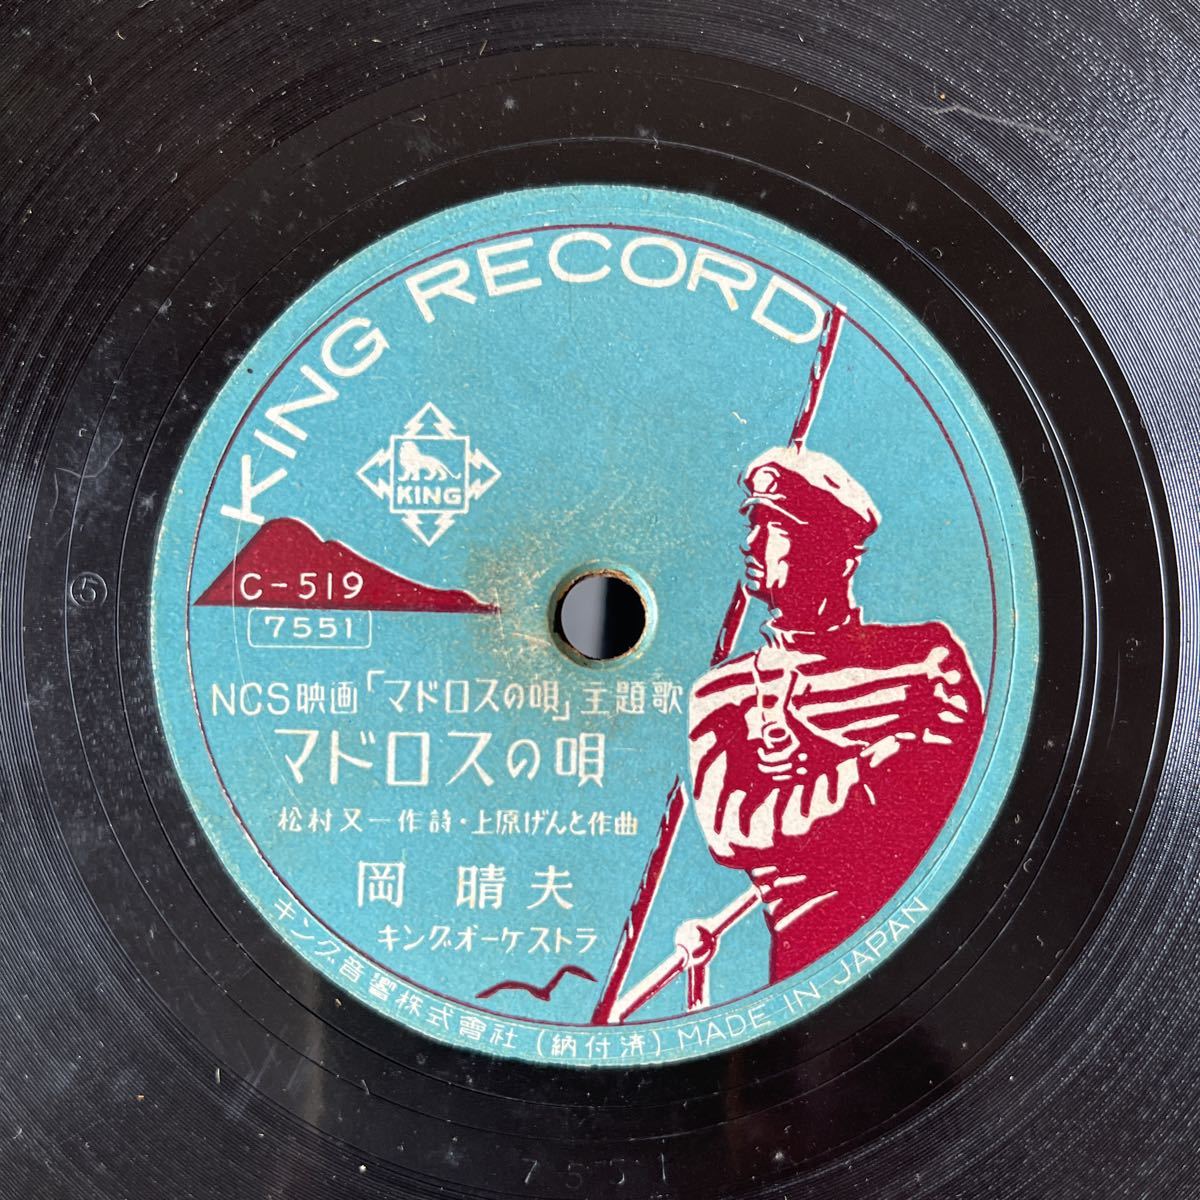 KING RECORD
KING
C-519
7551
NCS映画「マドロスの唄」主題歌
マドロスの唄
松村又一作詩・上原げんと作曲
岡 晴夫
キングオーケストラ
キング音響株式會社 (納付済) MADE IN JAPAN
5
7551